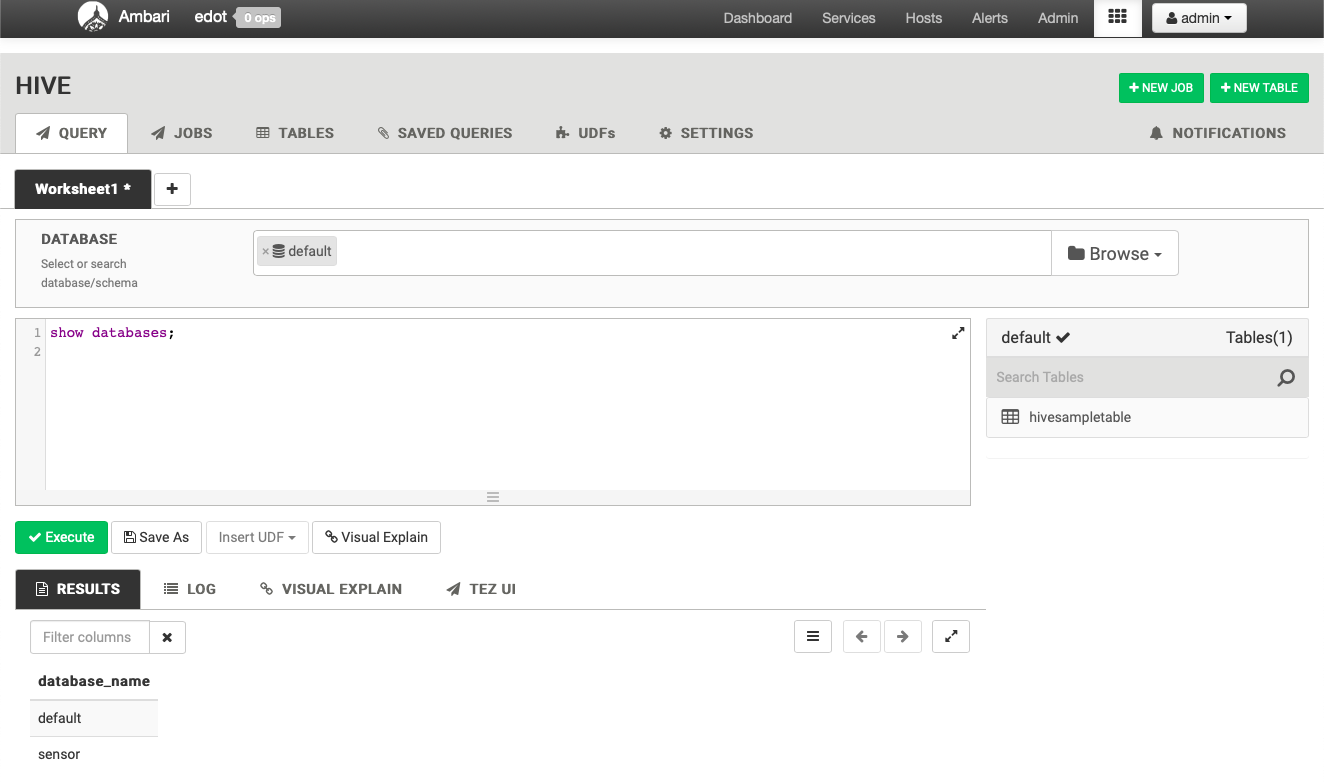 Ambari edot 0 ops Dashboard Services Hosts Alerts Admin admin
HIVE
NEW JOB NEW TABLE
QUERY JOBS TABLES SAVED QUERIES UDFs SETTINGS NOTIFICATIONS
Worksheet1 * +
DATABASE
Select or search
database/schema
× default
Browse
1 show databases;
2
default Tables(1)
Search Tables
hivesampletable
Execute Save As Insert UDF Visual Explain
RESULTS LOG VISUAL EXPLAIN TEZ UI
Filter columns
database_name
default
sensor